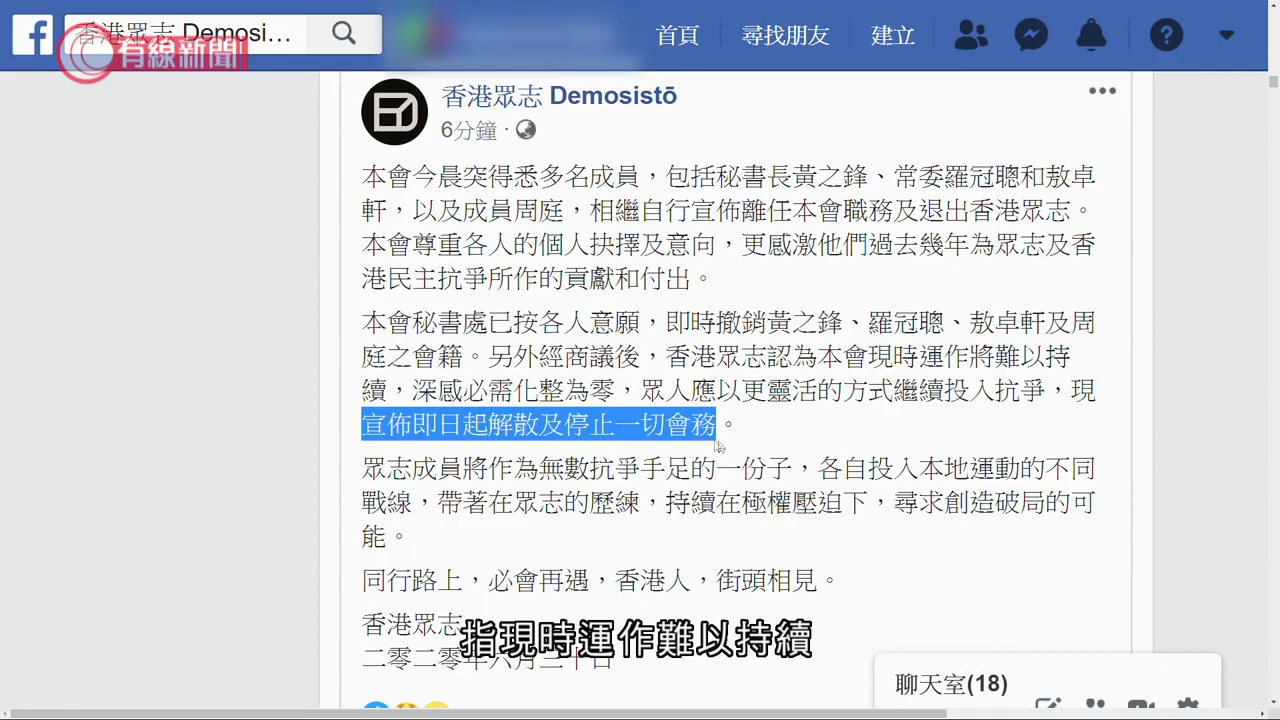 香港眾志 Demosi...
首頁
尋找朋友
建立
有線新聞
香港眾志 Demosistō
6分鐘 ·
本會今晨突得悉多名成員，包括秘書長黃之鋒、常委羅冠聰和敖卓
軒，以及成員周庭，相繼自行宣佈離任本會職務及退出香港眾志。
本會尊重各人的個人抉擇及意向，更感激他們過去幾年為眾志及香
港民主抗爭所作的貢獻和付出。
本會秘書處已按各人意願，即時撤銷黃之鋒、羅冠聰、敖卓軒及周
庭之會籍。另外經商議後，香港眾志認為本會現時運作將難以持
續，深感必需化整為零，眾人應以更靈活的方式繼續投入抗爭，現
宣佈即日起解散及停止一切會務。
眾志成員將作為無數抗爭手足的一份子，各自投入本地運動的不同
戰線，帶著在眾志的歷練，持續在極權壓迫下，尋求創造破局的可
能。
同行路上，必會再遇，香港人，街頭相見。
香港眾志
二零二零年六月三十日
指現時運作難以持續
聊天室(18)